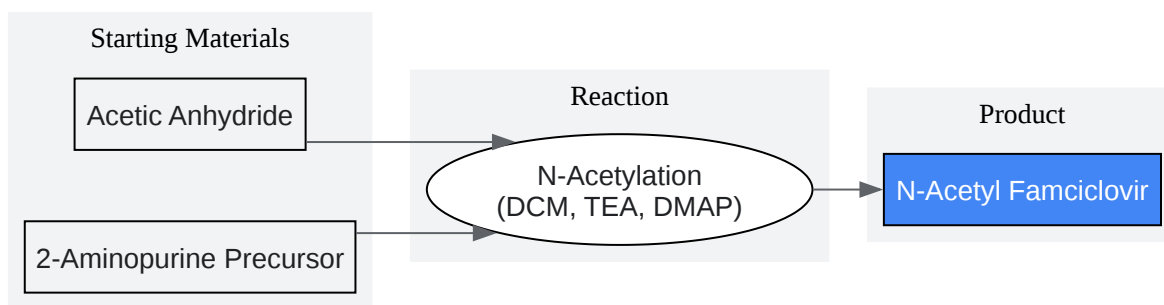 Starting Materials
Acetic Anhydride
2-Aminopurine Precursor
Reaction
N-Acetylation
(DCM, TEA, DMAP)
Product
N-Acetyl Famciclovir